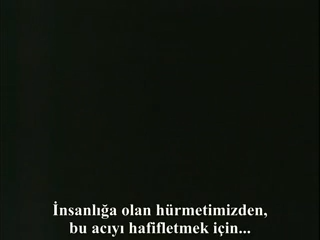 İnsanlığa olan hürmetimizden,
bu acıyı hafifletmek için...